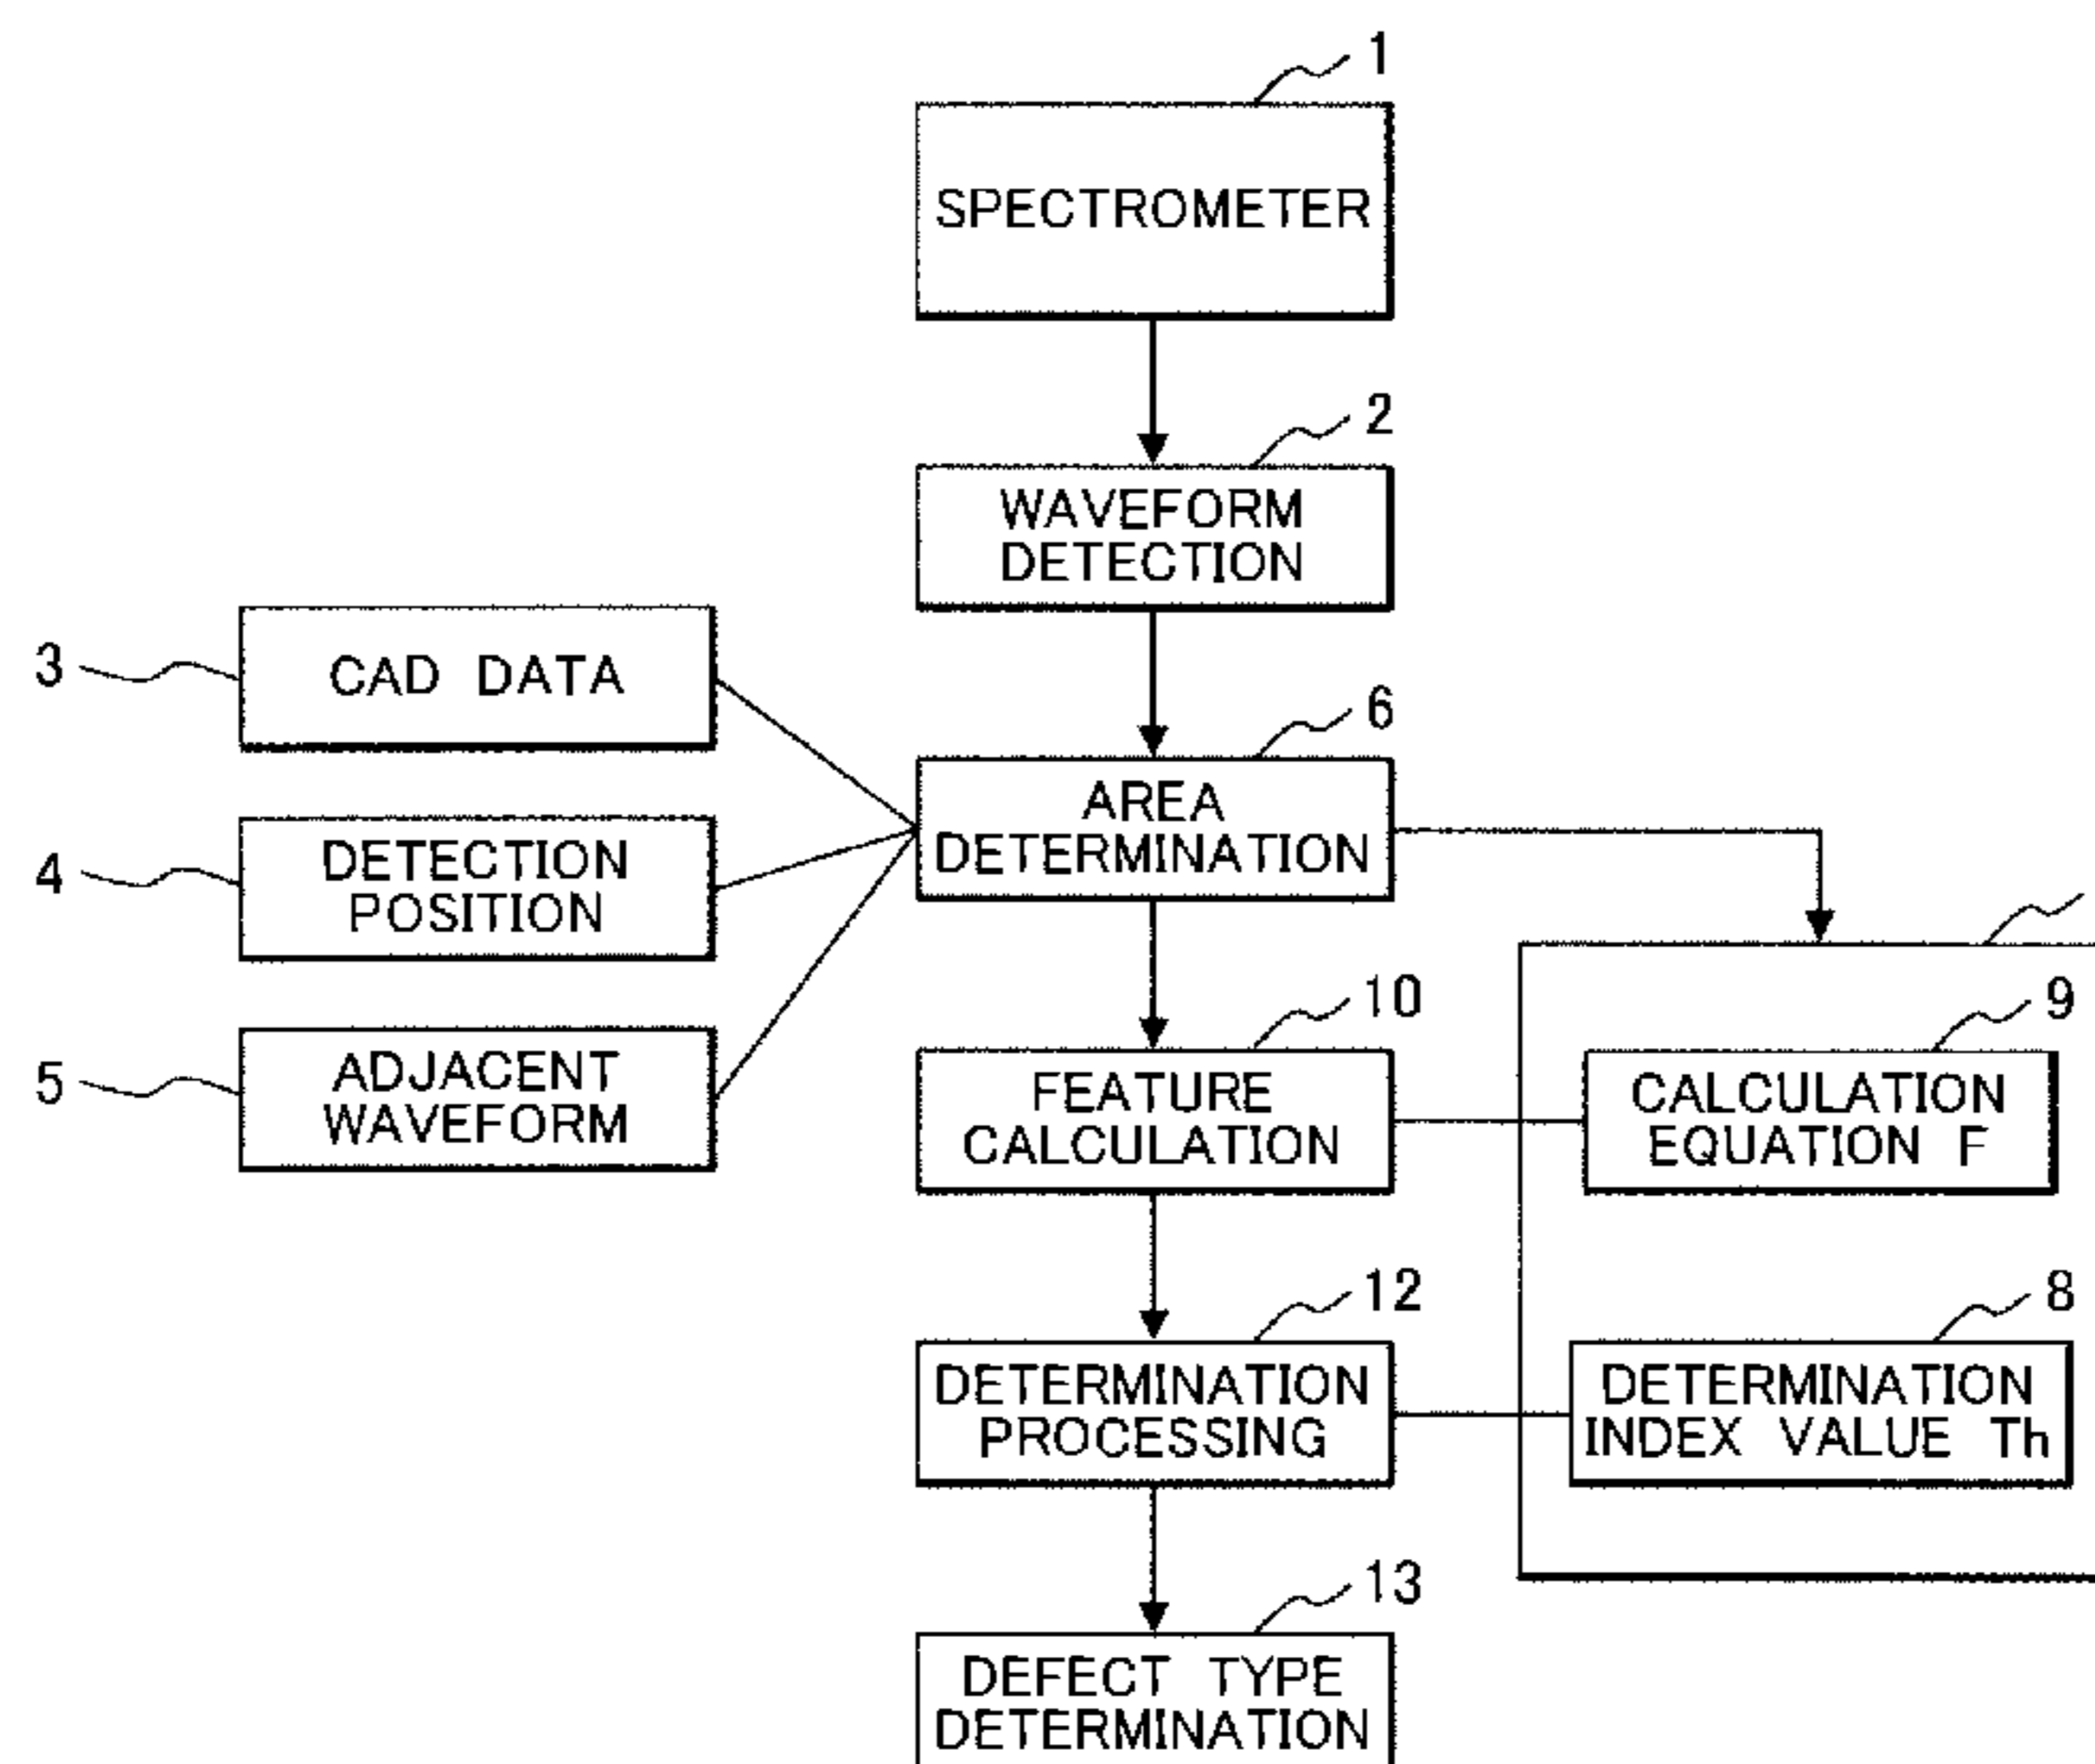 1
SPECTROMETER
2
WAVEFORM
DETECTION
3
CAD DATA
6
AREA
DETERMINATION
4
DETECTION
POSITION
5
ADJACENT
WAVEFORM
10
FEATURE
CALCULATION
9
CALCULATION
EQUATION F
12
DETERMINATION
PROCESSING
8
DETERMINATION
INDEX VALUE Th
13
DEFECT TYPE
DETERMINATION